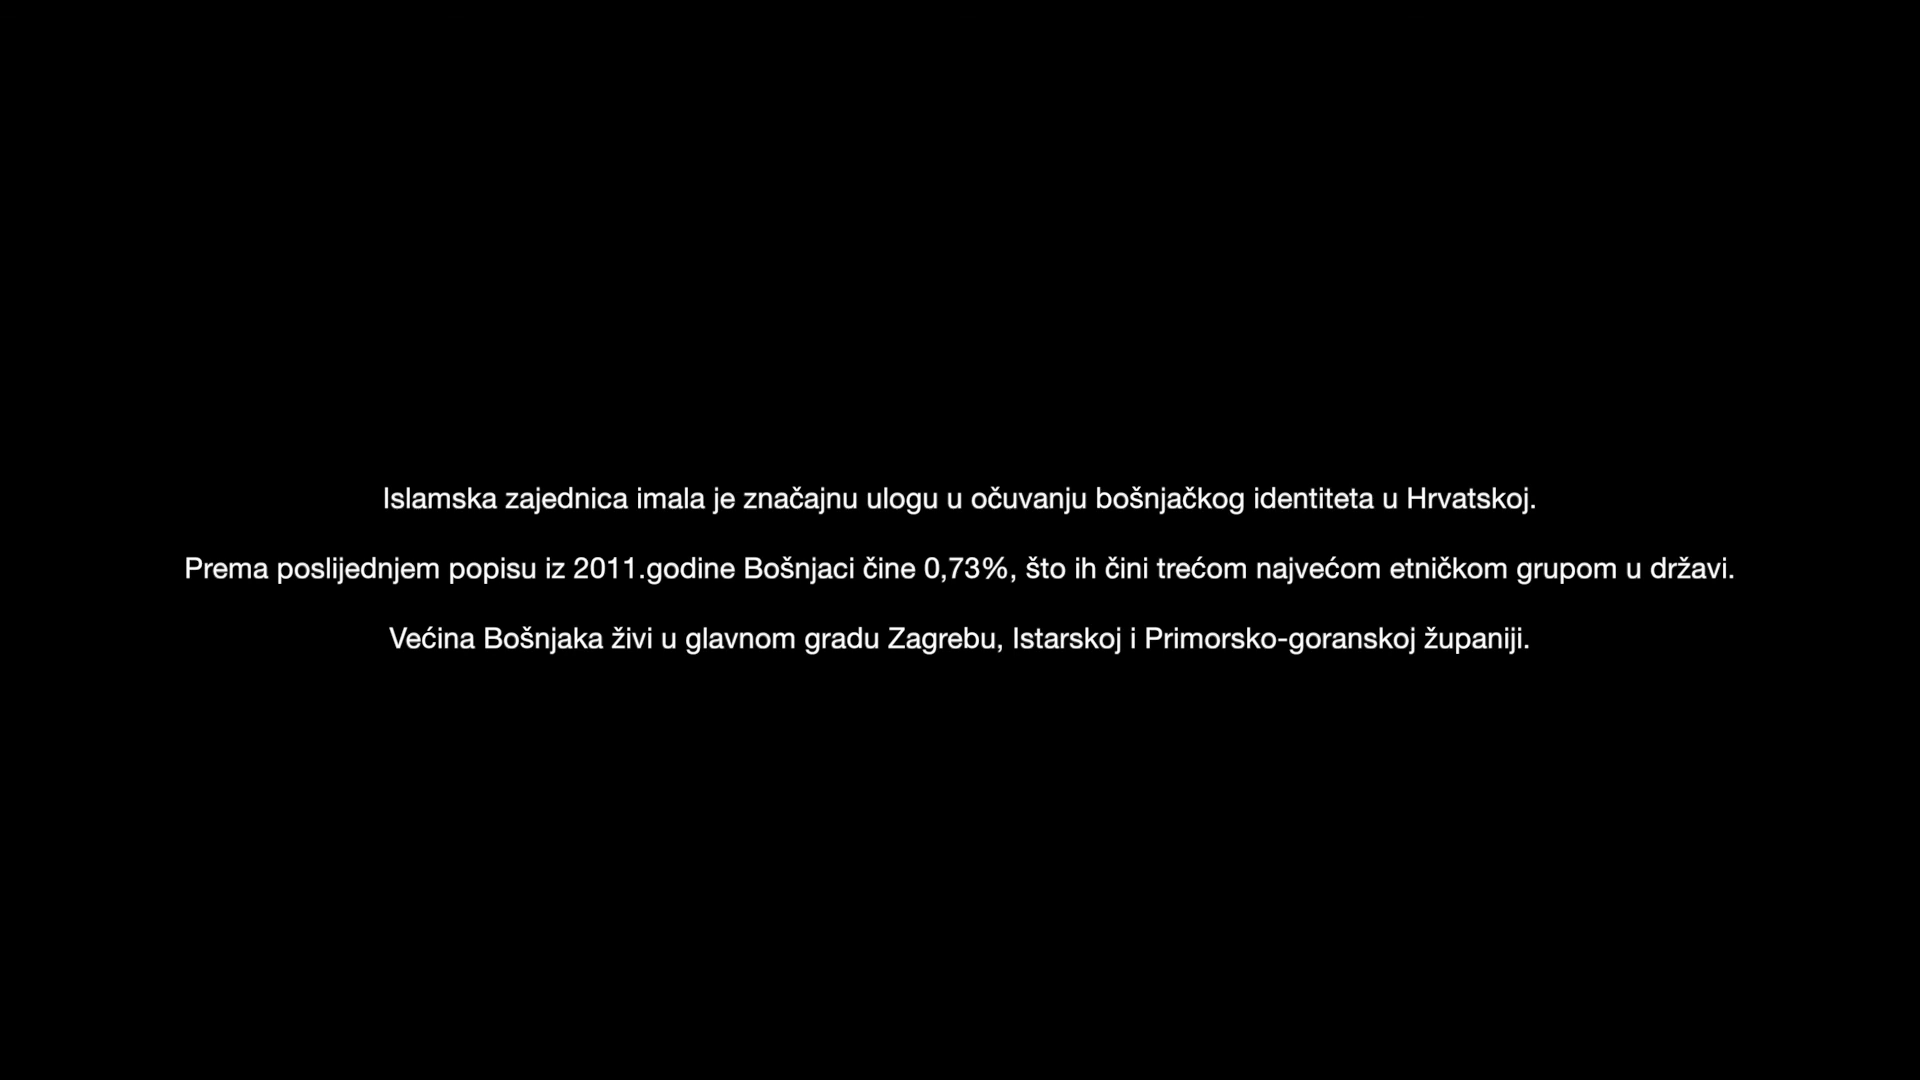 Islamska zajednica imala je značajnu ulogu u očuvanju bošnjačkog identiteta u Hrvatskoj.
Prema poslijednjem popisu iz 2011.godine Bošnjaci čine 0,73%, što ih čini trećom najvećom etničkom grupom u državi.
Većina Bošnjaka živi u glavnom gradu Zagrebu, Istarskoj i Primorsko-goranskoj županiji.